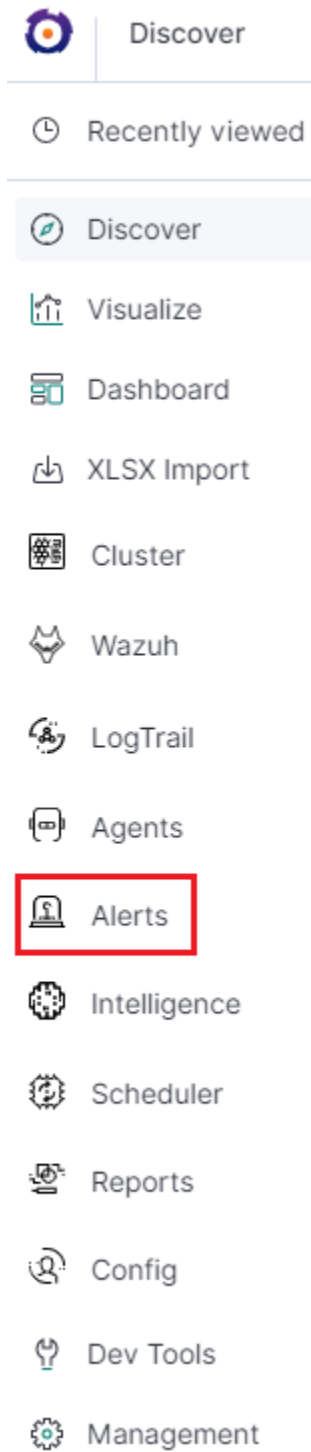 Discover
Recently viewed
Discover
Visualize
Dashboard
XLSX Import
Cluster
Wazuh
LogTrail
Agents
Alerts
Intelligence
Scheduler
Reports
Config
Dev Tools
Management